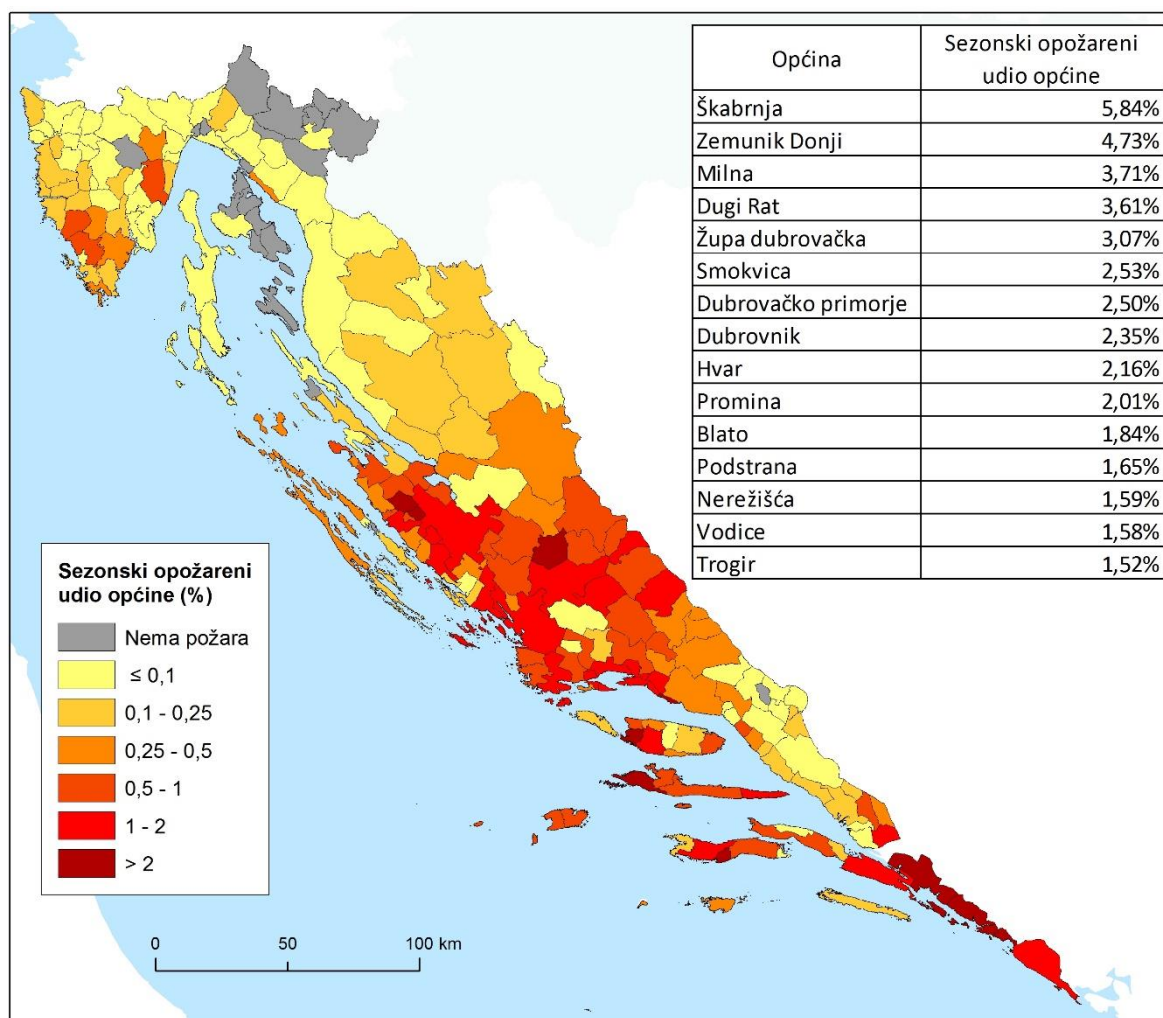 Općina Sezonski opožareni udio općine
Škabrnja 5,84%
Zemunik Donji 4,73%
Milna 3,71%
Dugi Rat 3,61%
Župa dubrovačka 3,07%
Smokvica 2,53%
Dubrovačko primorje 2,50%
Dubrovnik 2,35%
Hvar 2,16%
Promina 2,01%
Blato 1,84%
Podstrana 1,65%
Nerežišća 1,59%
Vodice 1,58%
Trogir 1,52%
Sezonski opožareni
udio općine (%)
Nema požara
≤ 0,1
0,1 - 0,25
0,25 - 0,5
0,5 - 1
1 - 2
> 2
0 50 100 km